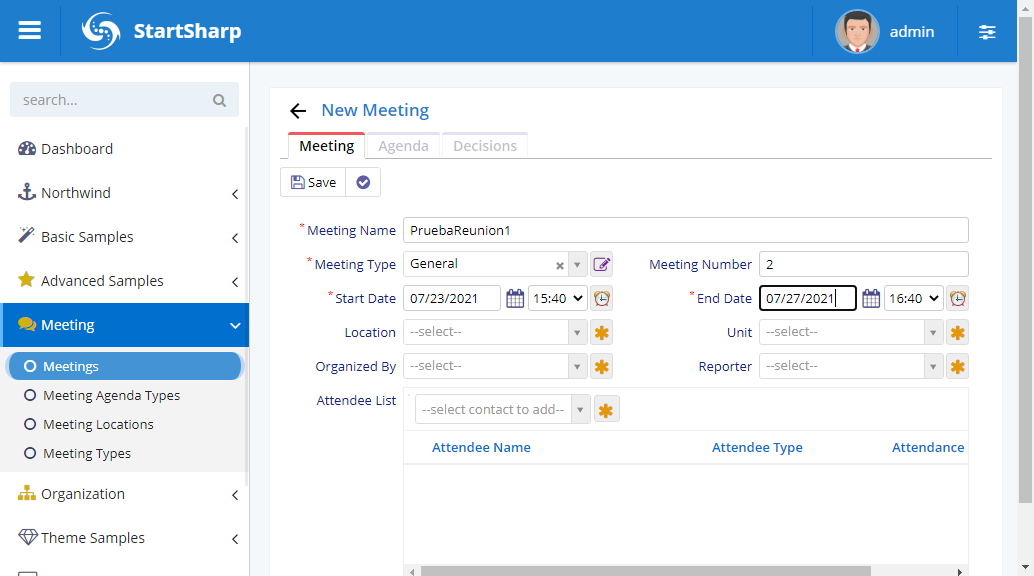 StartSharp
admin
search...
Dashboard
Northwind
Basic Samples
Advanced Samples
Meeting
Meetings
Meeting Agenda Types
Meeting Locations
Meeting Types
Organization
Theme Samples
New Meeting
Meeting Agenda Decisions
Save
*Meeting Name PruebaReunion1
*Meeting Type General Meeting Number 2
*Start Date 07/23/2021 15:40 *End Date 07/27/2021 16:40
Location --select-- Unit --select--
Organized By --select-- Reporter --select--
Attendee List --select contact to add--
Attendee Name Attendee Type Attendance